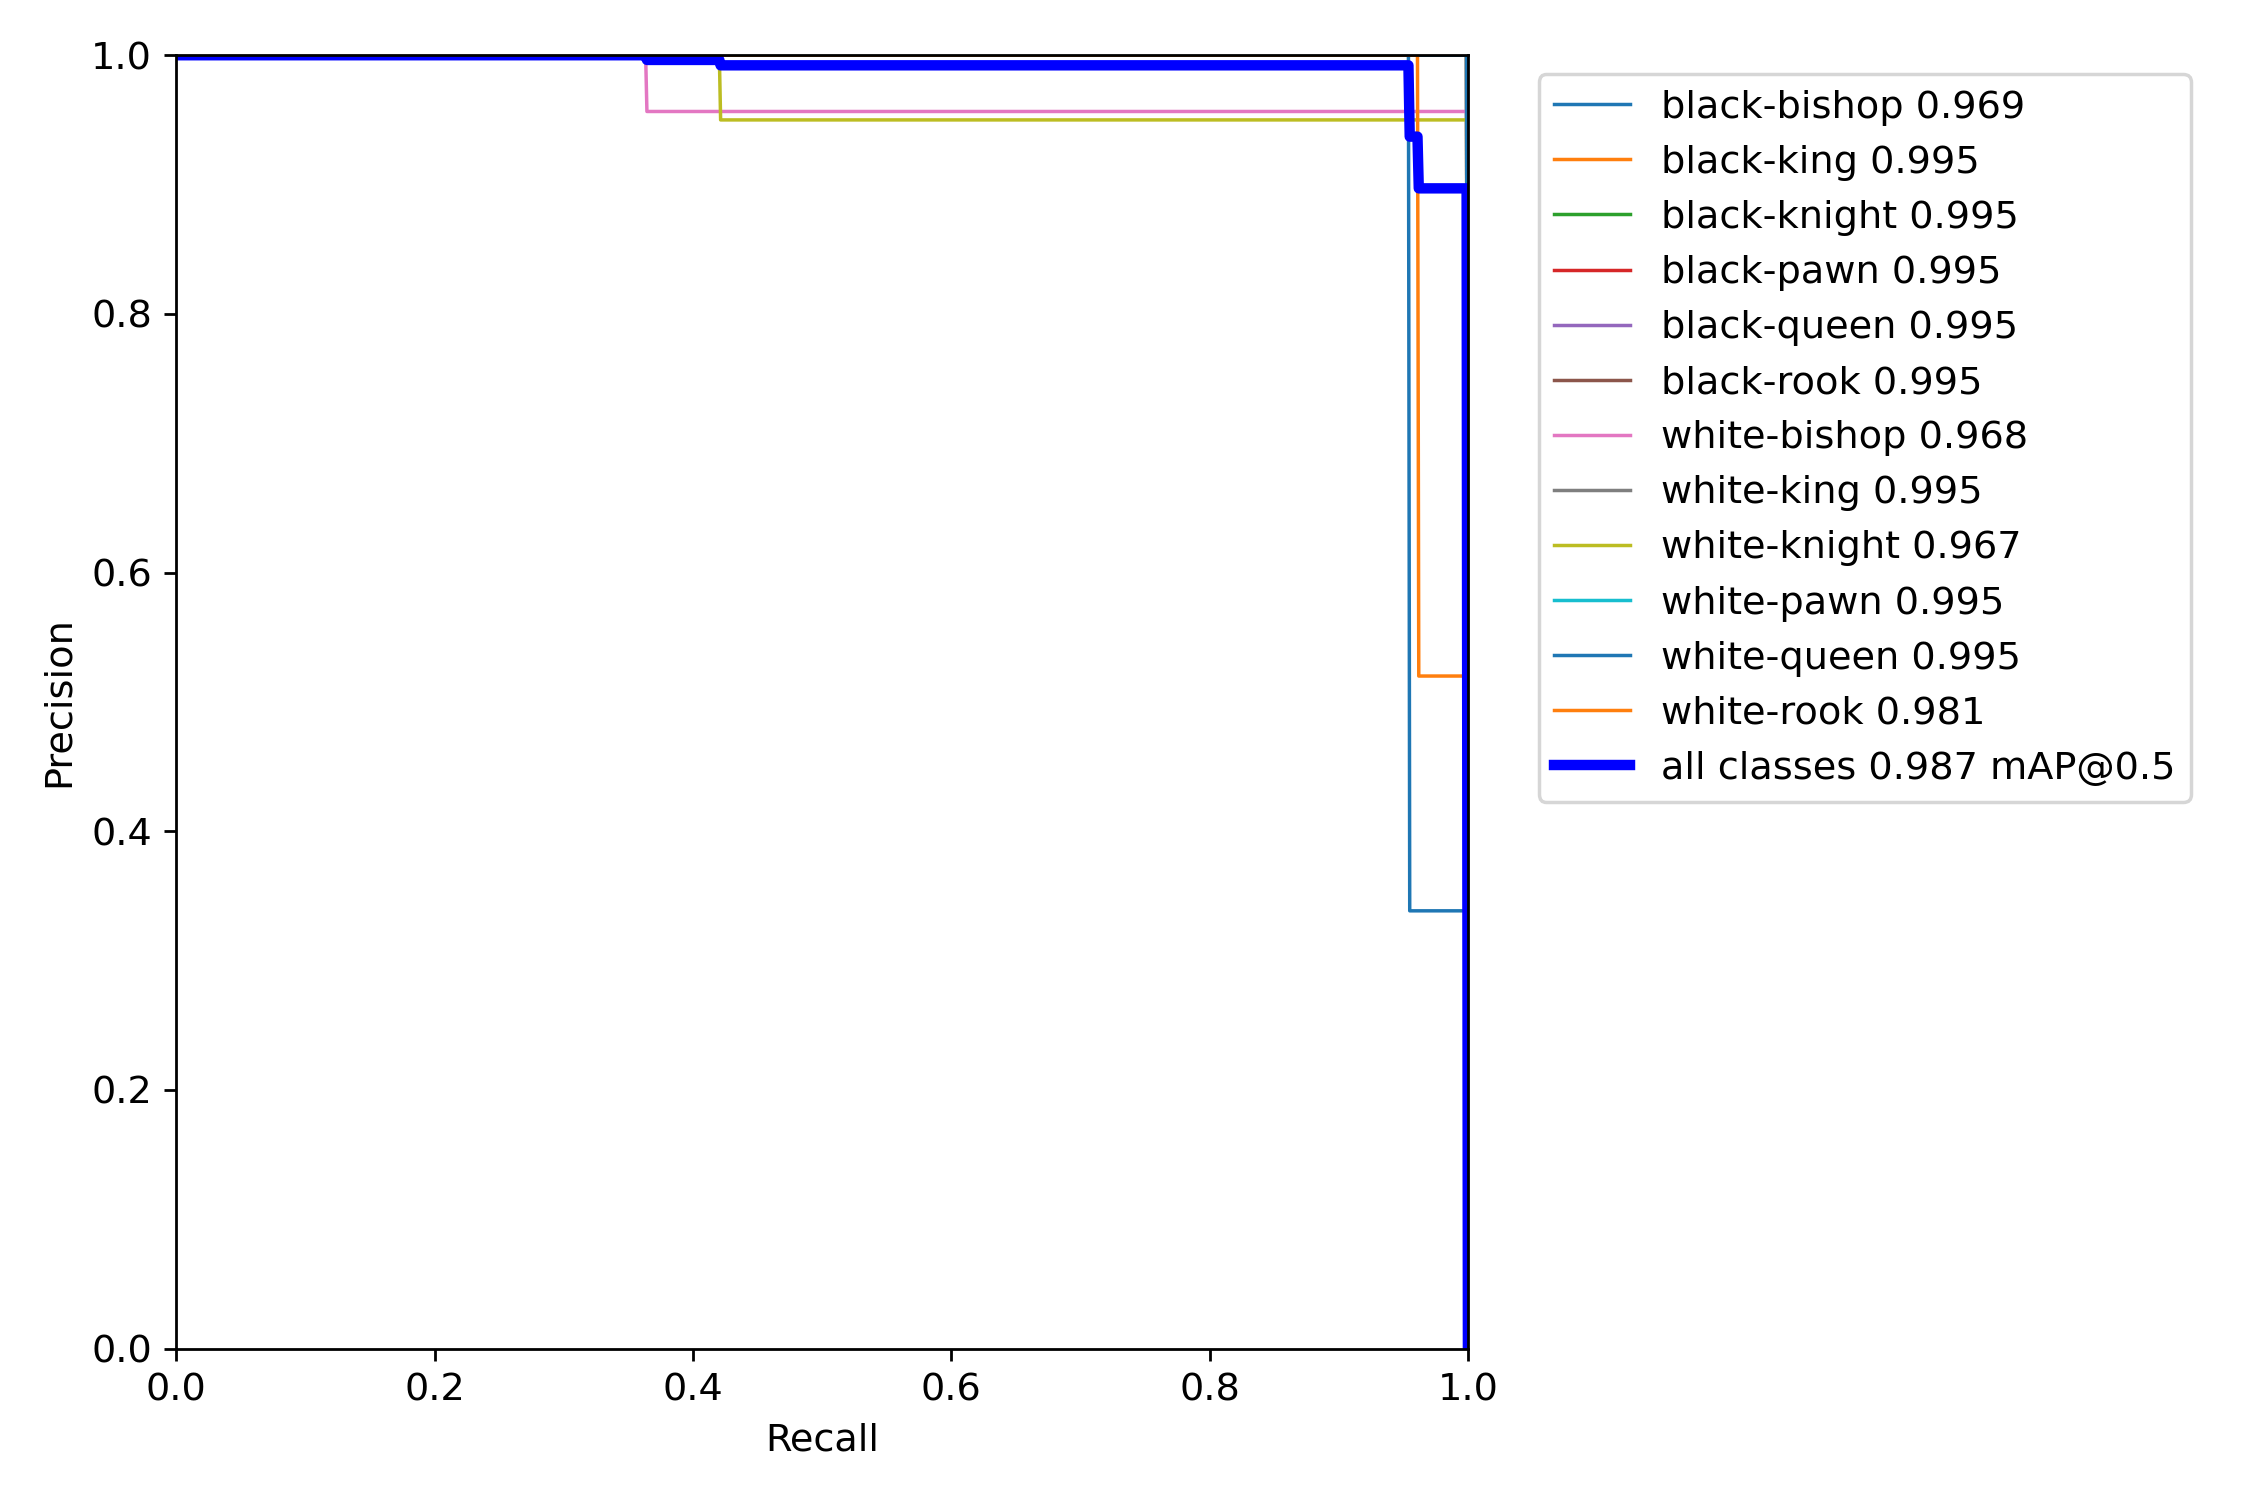 1.0
0.8
0.6
0.4
0.2
0.0
Precision
0.0 0.2 0.4 0.6 0.8 1.0
Recall
black-bishop 0.969
black-king 0.995
black-knight 0.995
black-pawn 0.995
black-queen 0.995
black-rook 0.995
white-bishop 0.968
white-king 0.995
white-knight 0.967
white-pawn 0.995
white-queen 0.995
white-rook 0.981
all classes 0.987 mAP@0.5